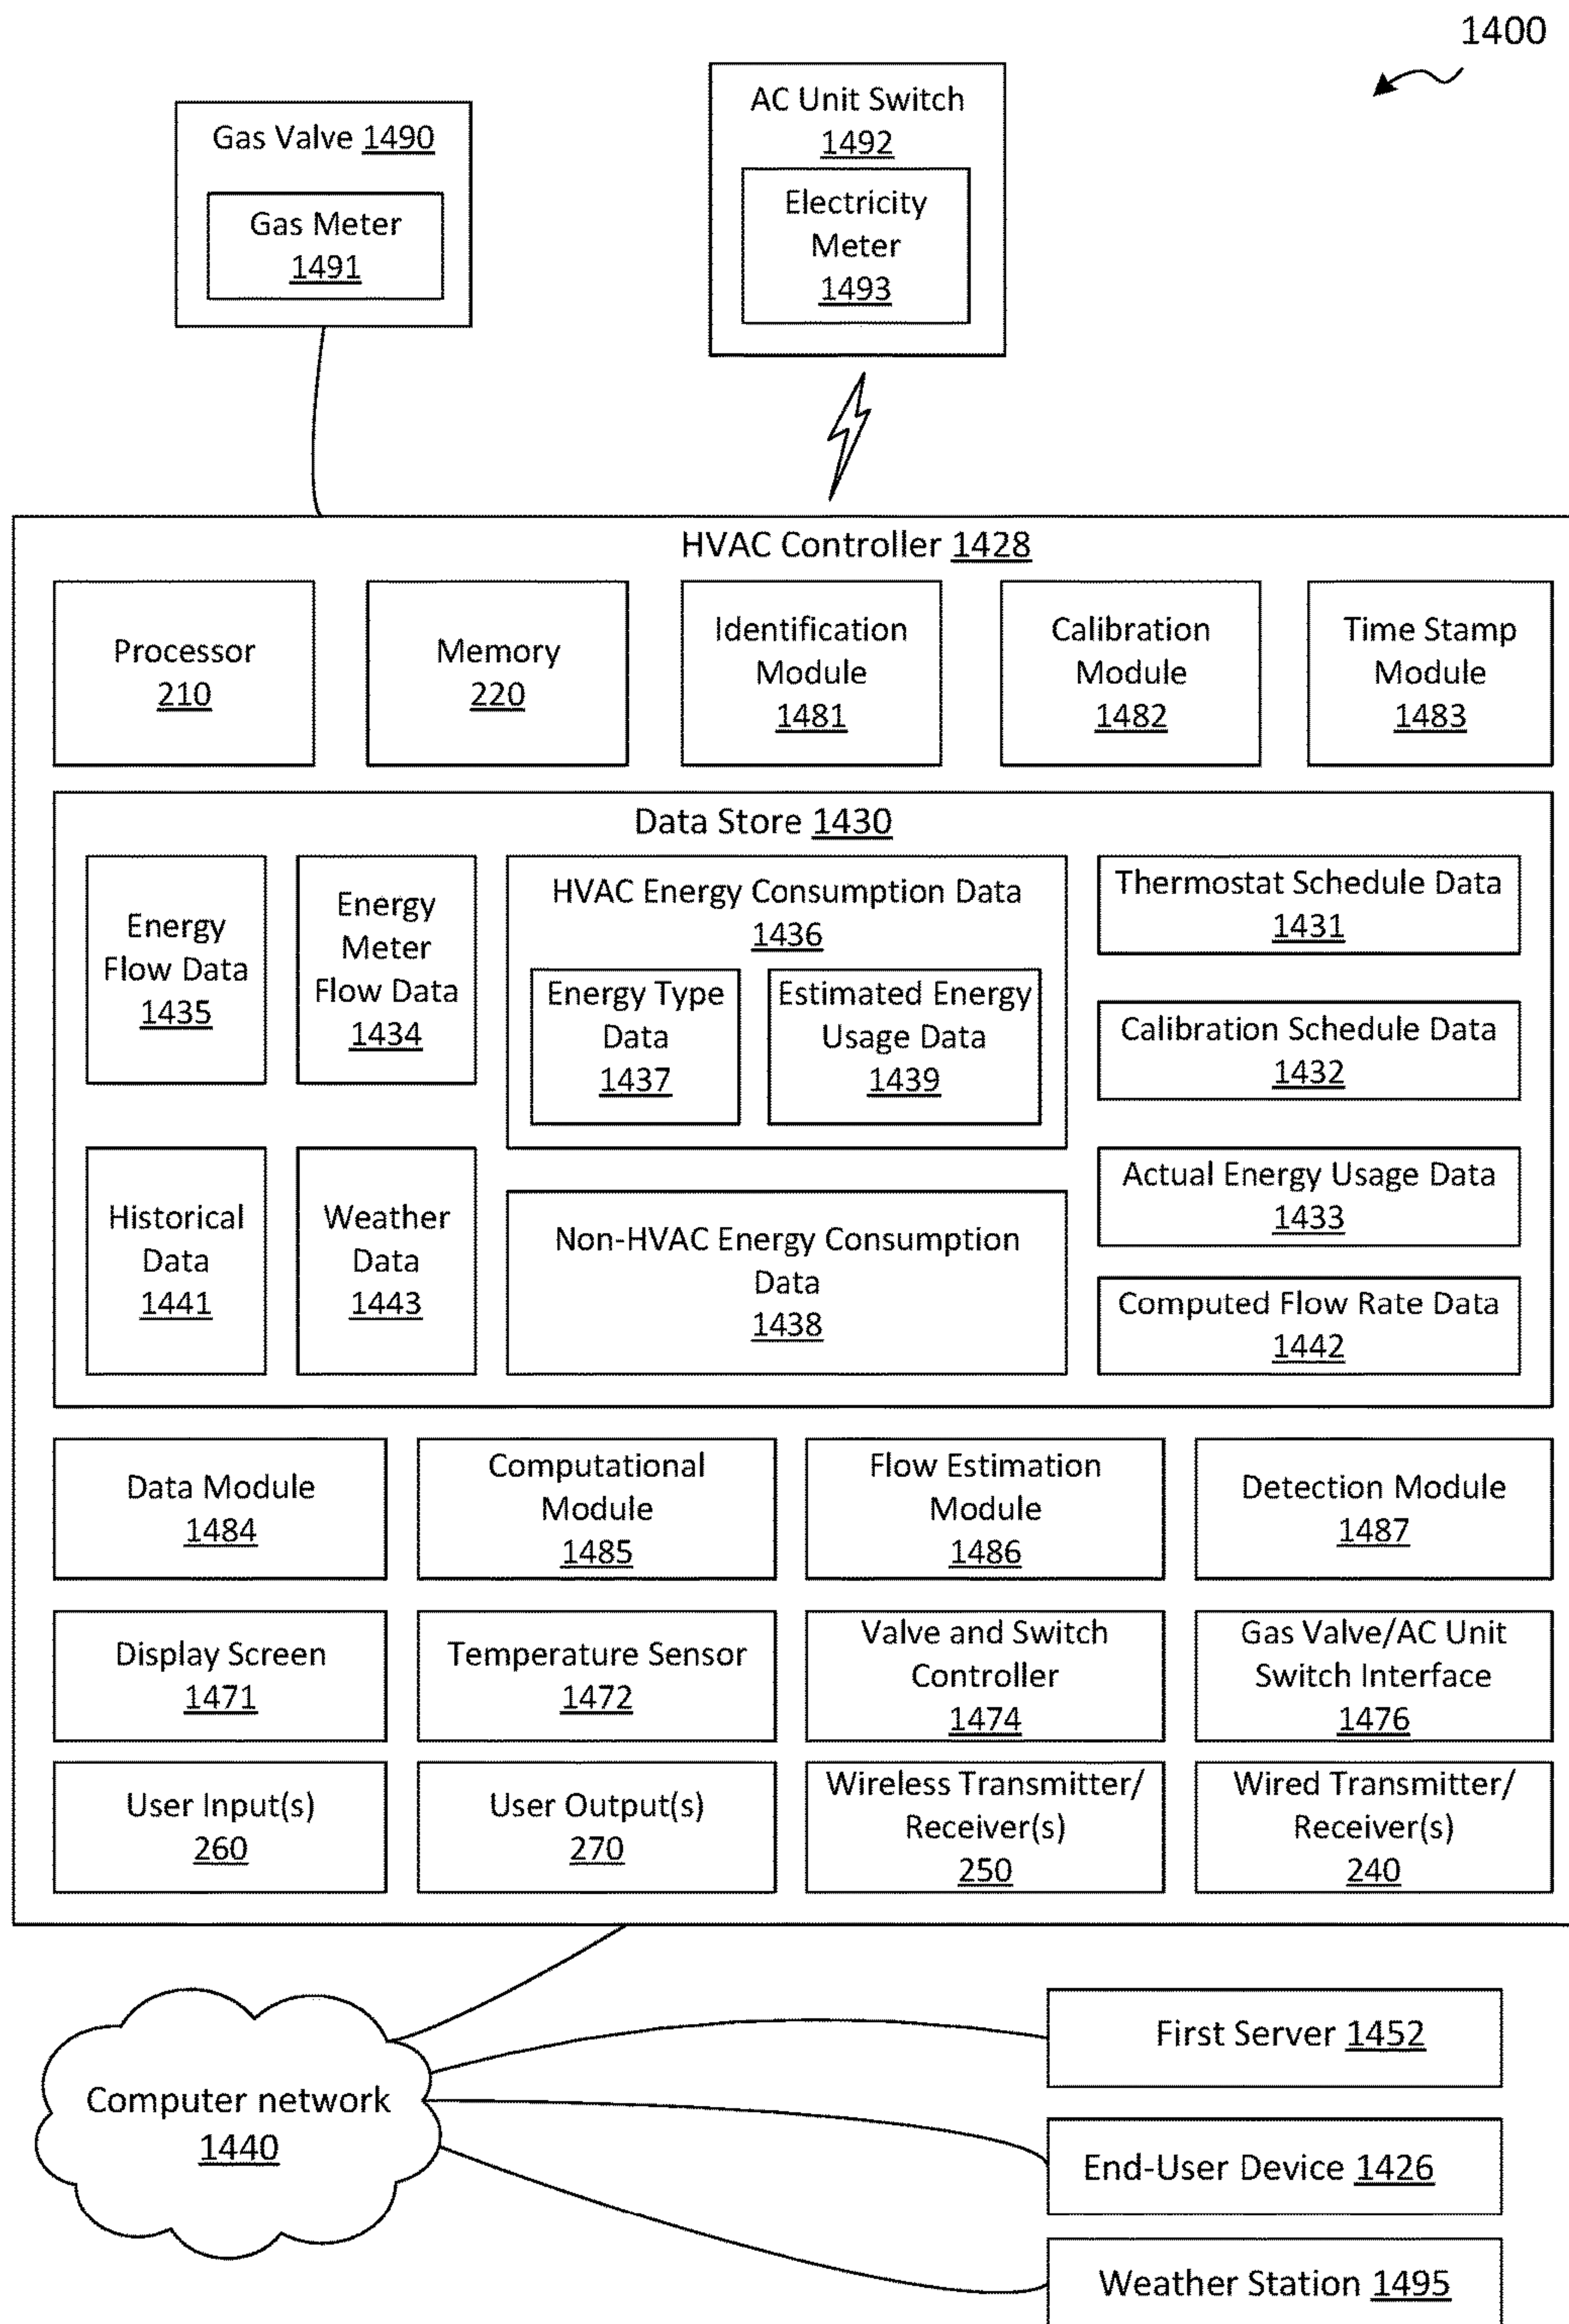 1400
Gas Valve 1490
Gas Meter
1491
AC Unit Switch
1492
Electricity
Meter
1493
HVAC Controller 1428
Processor
210
Memory
220
Identification
Module
1481
Calibration
Module
1482
Time Stamp
Module
1483
Data Store 1430
Energy
Flow Data
1435
Energy
Meter
Flow Data
1434
HVAC Energy Consumption Data
1436
Energy Type
Data
1437
Estimated Energy
Usage Data
1439
Thermostat Schedule Data
1431
Calibration Schedule Data
1432
Historical
Data
1441
Weather
Data
1443
Non-HVAC Energy Consumption
Data
1438
Actual Energy Usage Data
1433
Computed Flow Rate Data
1442
Data Module
1484
Computational
Module
1485
Flow Estimation
Module
1486
Detection Module
1487
Display Screen
1471
Temperature Sensor
1472
Valve and Switch
Controller
1474
Gas Valve/AC Unit
Switch Interface
1476
User Input(s)
260
User Output(s)
270
Wireless Transmitter/
Receiver(s)
250
Wired Transmitter/
Receiver(s)
240
Computer network
1440
First Server 1452
End-User Device 1426
Weather Station 1495